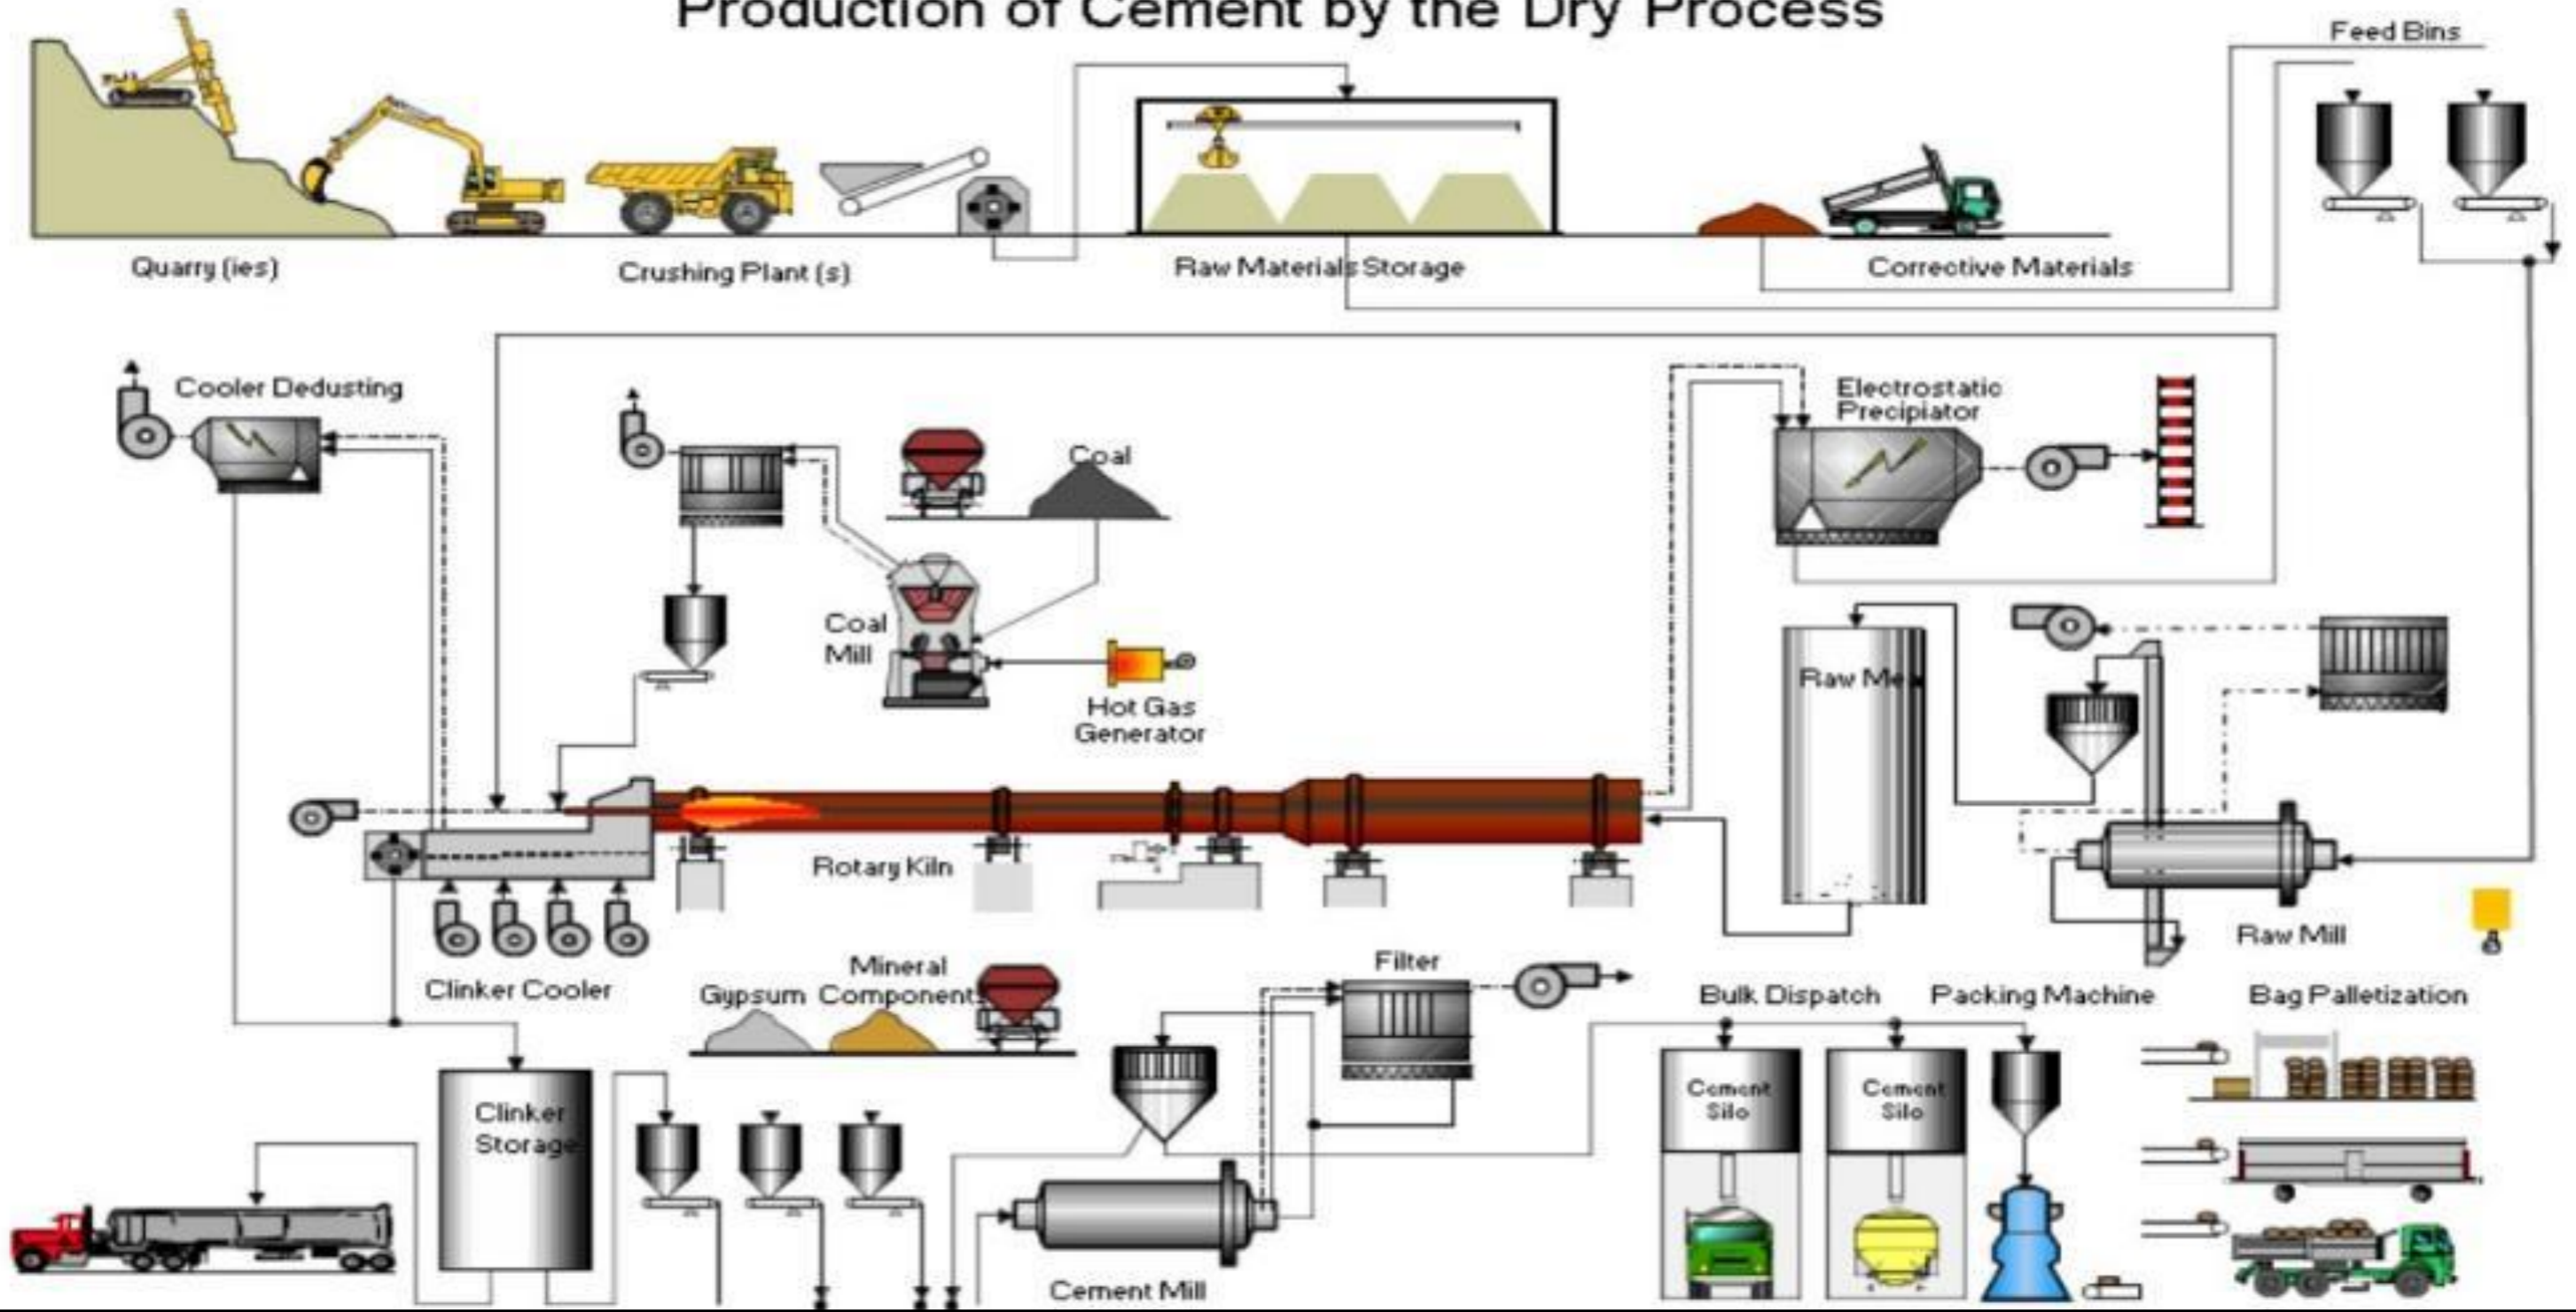 Production of Cement by the Dry Process
Feed Bins
Quarry (ies)
Crushing Plant (s)
Raw Materials Storage
Corrective Materials
Cooler Dedusting
Coal
Electrostatic
Precipiator
Coal
Mill
Hot Gas
Generator
Raw Me
Rotary Kiln
Raw Mill
Clinker Cooler
Gypsum
Mineral
Component
Filter
Bulk Dispatch
Packing Machine
Bag Palletization
Clinker
Storage
Cement
Silo
Cement
Silo
Cement Mill